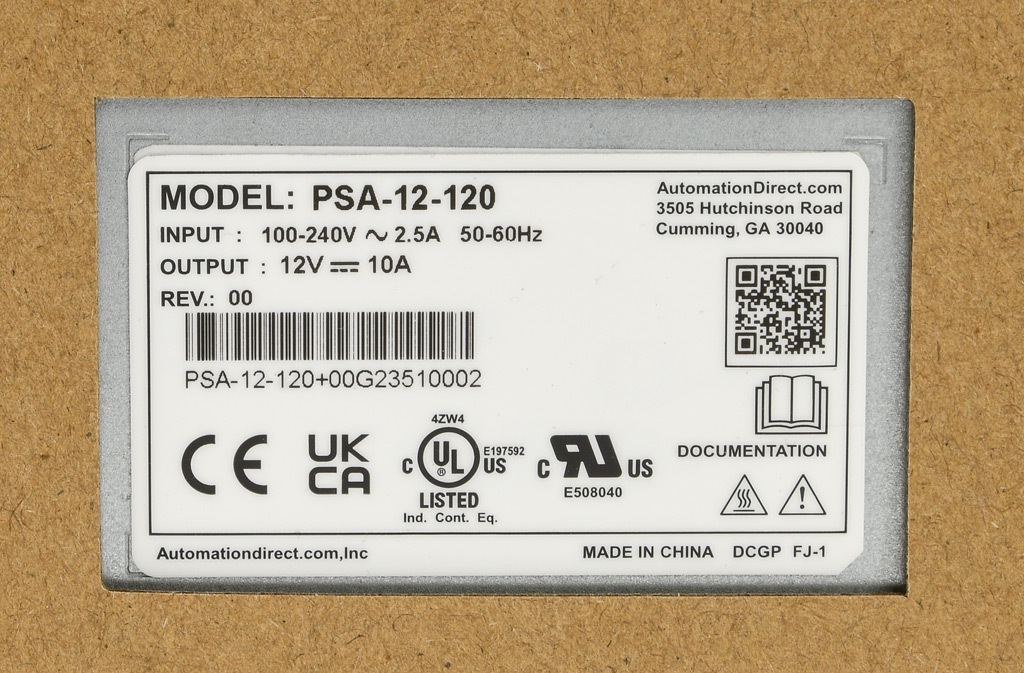 MODEL: PSA-12-120
INPUT : 100-240V ~ 2.5A 50-60Hz
OUTPUT : 12V ⎓ 10A
REV.: 00
PSA-12-120+00G23510002
AutomationDirect.com
3505 Hutchinson Road
Cumming, GA 30040
DOCUMENTATION
CE
UK
CA
4ZW4
C UL ® US E197592
LISTED
Ind. Cont. Eq.
C RU US
E508040
Automationdirect.com,Inc
MADE IN CHINA DCGP FJ-1